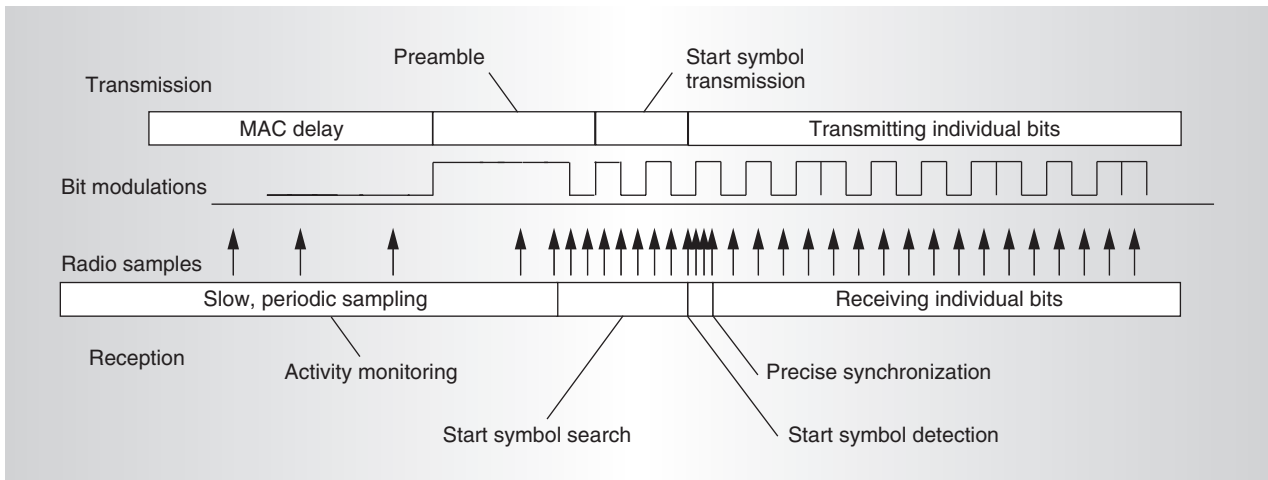 Preamble
Start symbol
transmission
Transmission
MAC delay
Transmitting individual bits
Bit modulations
Radio samples
Slow, periodic sampling
Receiving individual bits
Reception
Activity monitoring
Precise synchronization
Start symbol search
Start symbol detection